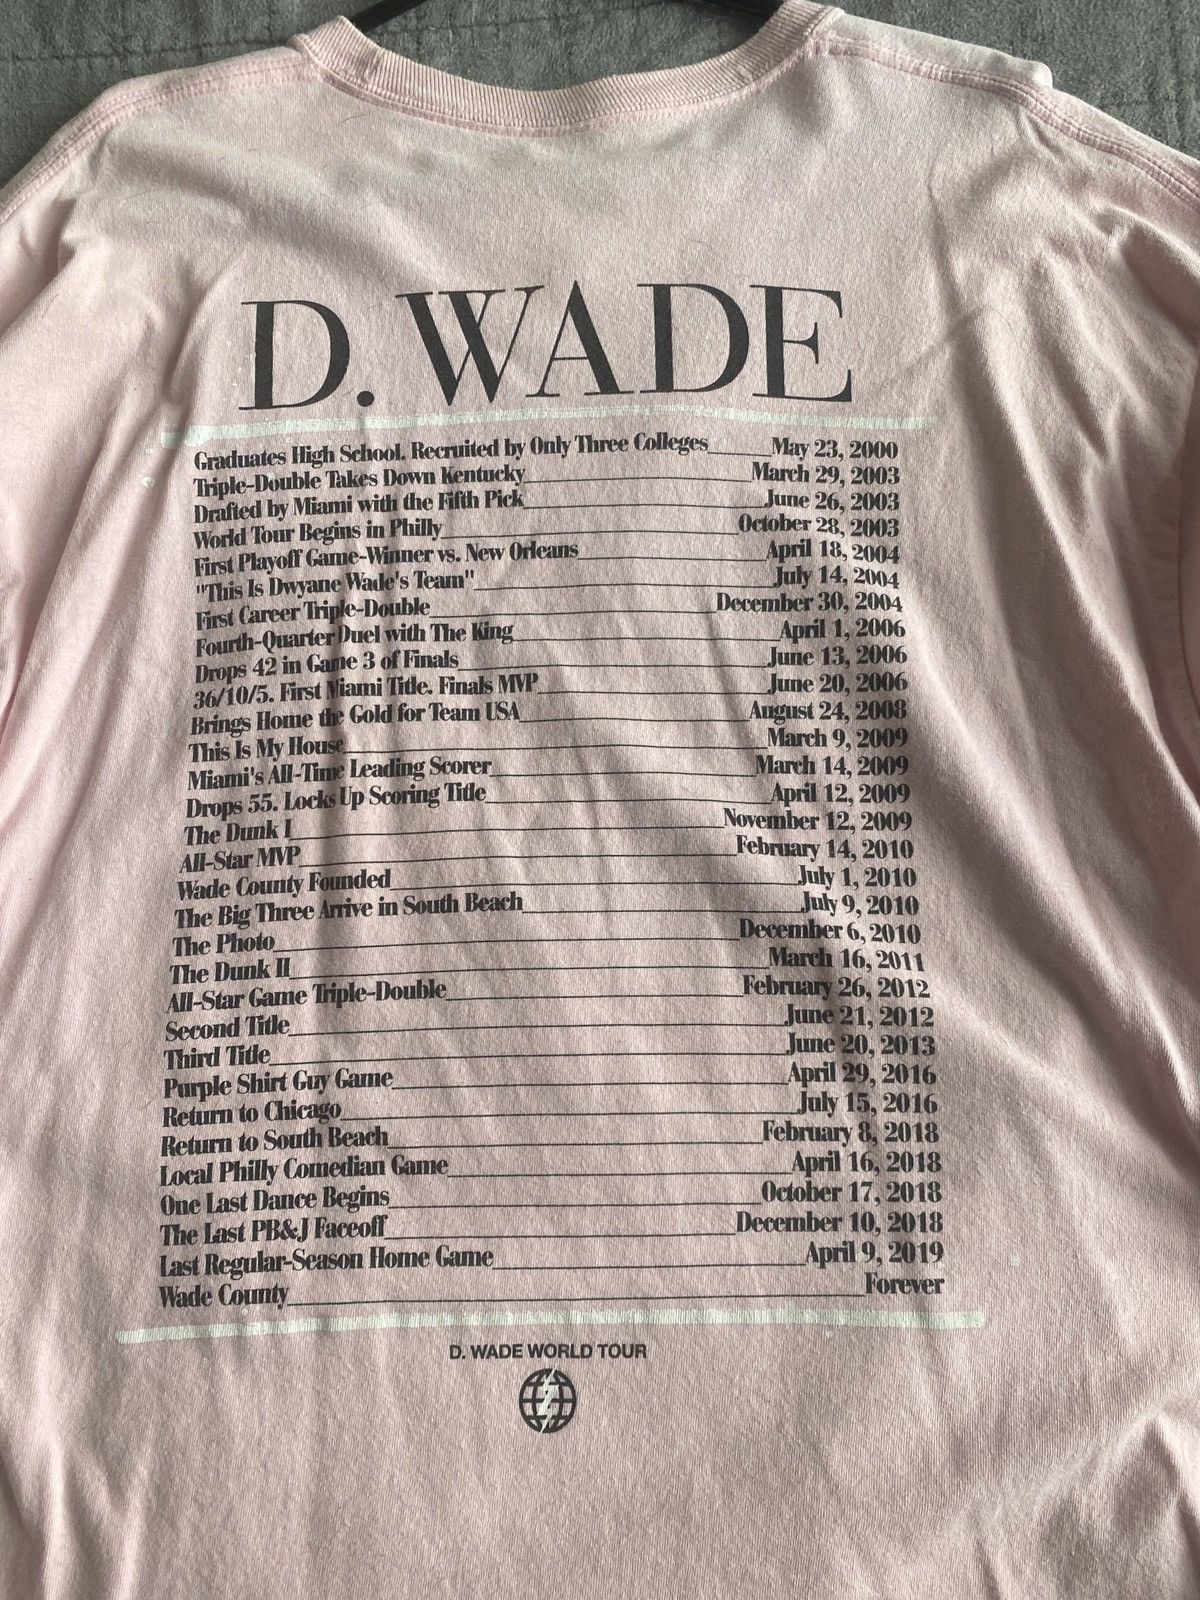 D. WADE
Graduates High School. Recruited by Only Three Colleges May 23, 2000
Triple-Double Takes Down Kentucky March 29, 2003
Drafted by Miami with the Fifth Pick June 26, 2003
World Tour Begins in Philly October 28, 2003
First Playoff Game-Winner vs. New Orleans April 18, 2004
"This Is Dwyane Wade's Team" July 14, 2004
First Career Triple-Double December 30, 2004
Fourth-Quarter Duel with The King April 1, 2006
Drops 42 in Game 3 of Finals June 13, 2006
36/10/5. First Miami Title. Finals MVP June 20, 2006
Brings Home the Gold for Team USA August 24, 2008
This Is My House March 9, 2009
Miami's All-Time Leading Scorer March 14, 2009
Drops 55. Locks Up Scoring Title April 12, 2009
The Dunk I November 12, 2009
All-Star MVP February 14, 2010
Wade County Founded July 1, 2010
The Big Three Arrive in South Beach July 9, 2010
The Photo December 6, 2010
The Dunk II March 16, 2011
All-Star Game Triple-Double February 26, 2012
Second Title June 21, 2012
Third Title June 20, 2013
Purple Shirt Guy Game April 29, 2016
Return to Chicago July 15, 2016
Return to South Beach February 8, 2018
Local Philly Comedian Game April 16, 2018
One Last Dance Begins October 17, 2018
The Last PB&J Faceoff December 10, 2018
Last Regular-Season Home Game April 9, 2019
Wade County Forever
D. WADE WORLD TOUR